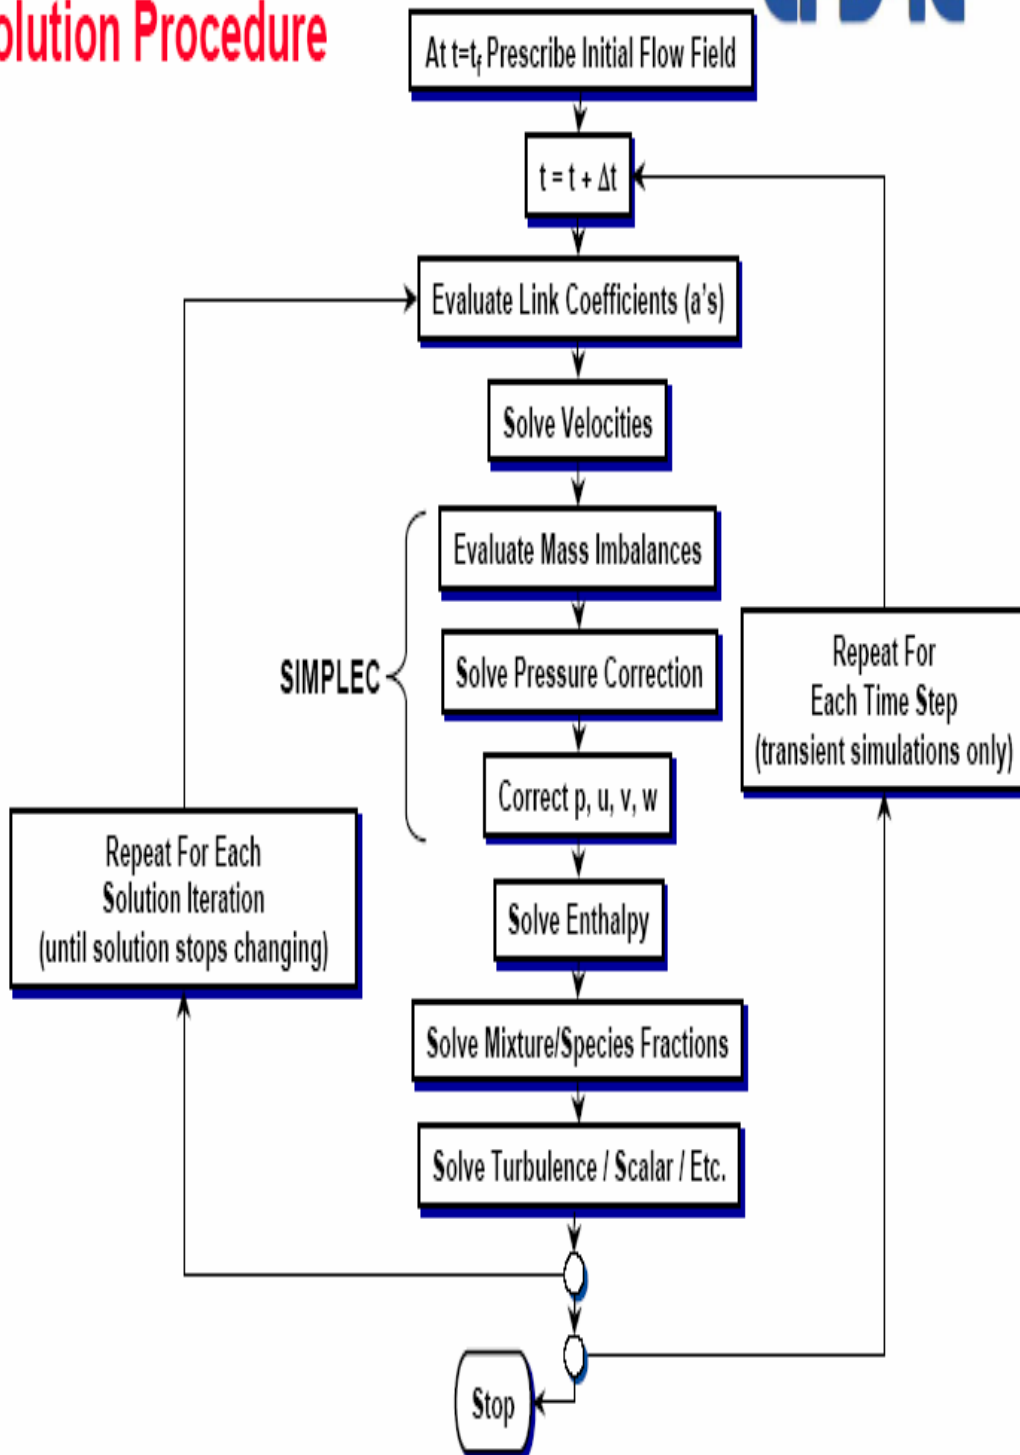 olution Procedure
At t=tf Prescribe Initial Flow Field
t = t + Δt
Evaluate Link Coefficients (a's)
Solve Velocities
Evaluate Mass Imbalances
Solve Pressure Correction
SIMPLEC
Correct p, u, v, w
Repeat For
Each Time Step
(transient simulations only)
Repeat For Each
Solution Iteration
(until solution stops changing)
Solve Enthalpy
Solve Mixture/Species Fractions
Solve Turbulence / Scalar / Etc.
Stop